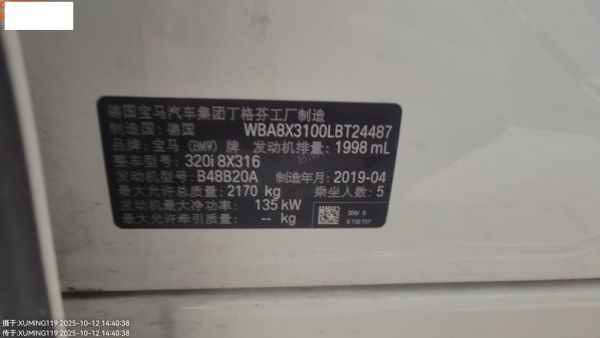 德国宝马汽车集团丁格芬工厂制造
制造国：德国 WBA8X3100LBT24487
品牌：宝马 (BMW) 牌 发动机排量：1998 mL
整车型号：320i 8X316
发动机型号：B48B20A 制造年月：2019-04
最大允许总质量：2170 kg 乘坐人数：5
发动机最大净功率：135 kW
最大允许牵引质量：-- kg
300/ G
8 738 757
摄于:XUMING119 2025-10-12 14:40:38
传于:XUMING119 2025-10-12 14:40:38